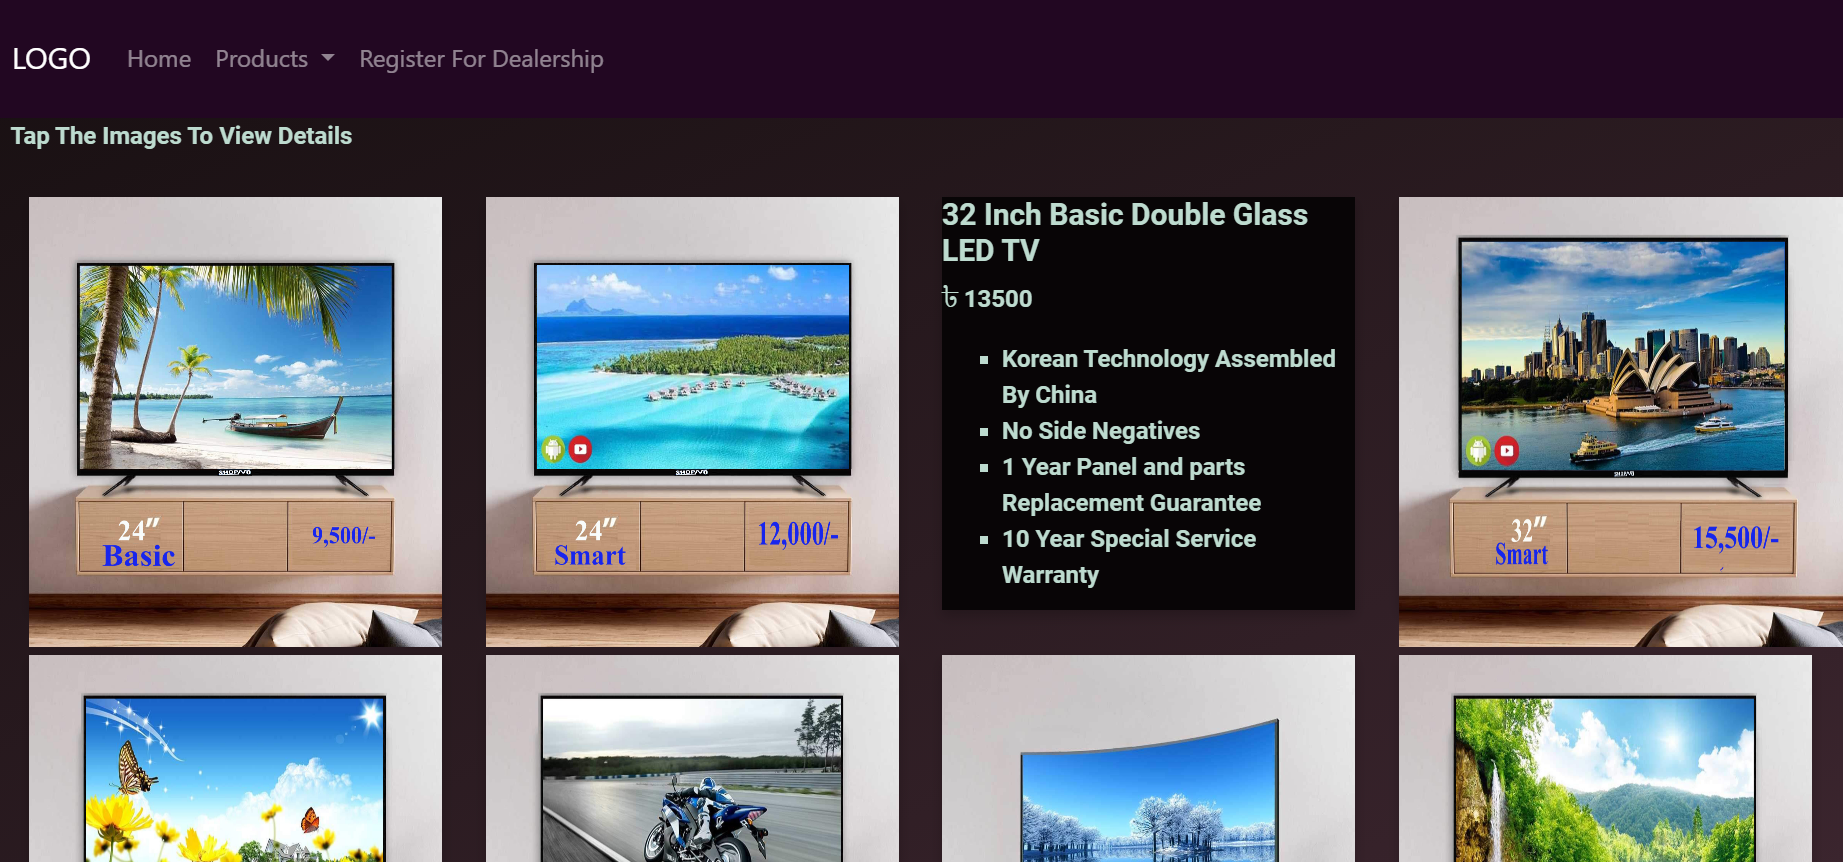 LOGO Home Products Register For Dealership
Tap The Images To View Details
24″
Basic
9,500/-
24″
Smart
12,000/-
32 Inch Basic Double Glass
LED TV
৳ 13500
Korean Technology Assembled
By China
No Side Negatives
1 Year Panel and parts
Replacement Guarantee
10 Year Special Service
Warranty
32″
Smart
15,500/-